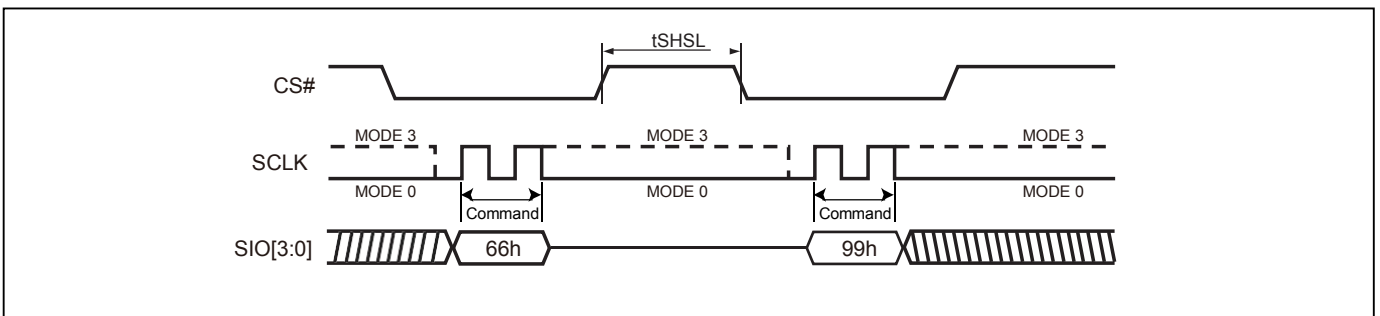 tSHSL
CS#
MODE 3 MODE 3 MODE 3
SCLK
MODE 0 MODE 0 MODE 0
Command Command
SIO[3:0] 66h 99h